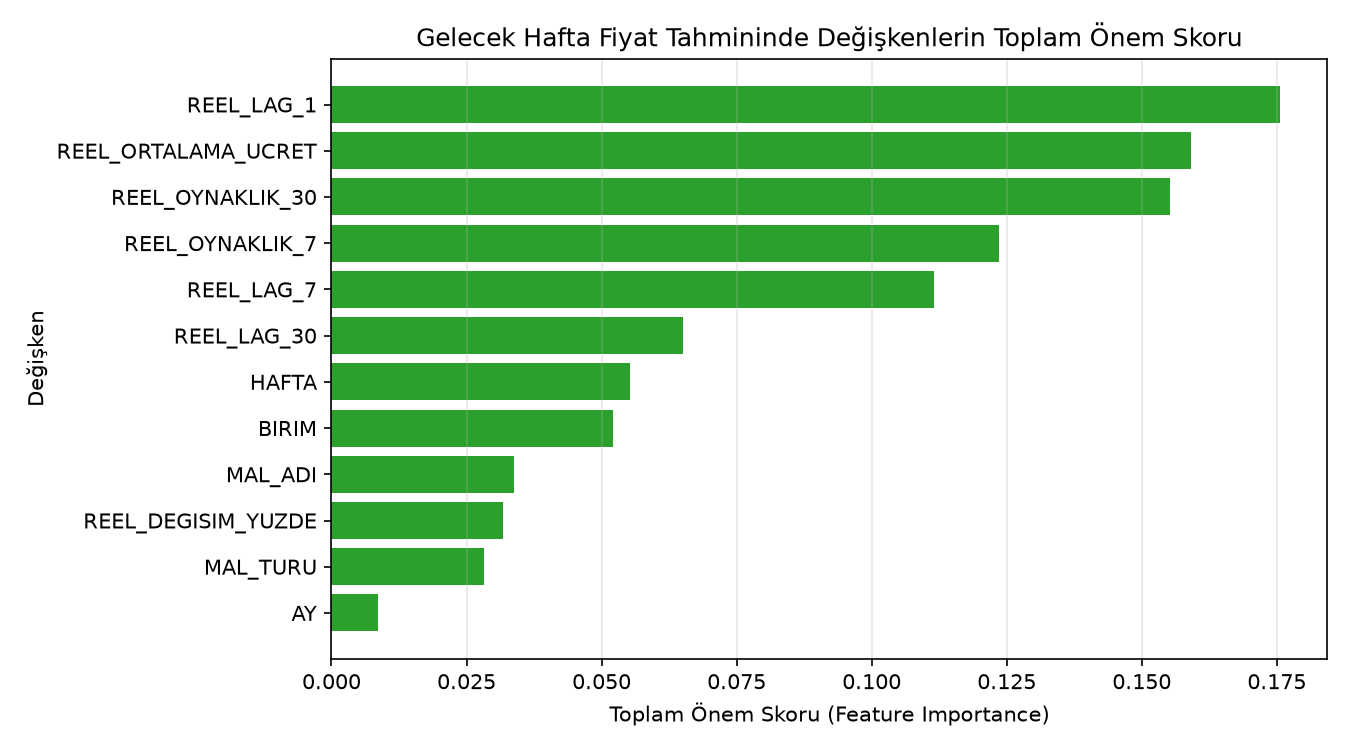 Gelecek Hafta Fiyat Tahmininde Değişkenlerin Toplam Önem Skoru
REEL_LAG_1
REEL_ORTALAMA_UCRET
REEL_OYNAKLIK_30
REEL_OYNAKLIK_7
REEL_LAG_7
REEL_LAG_30
HAFTA
BIRIM
MAL_ADI
REEL_DEGISIM_YUZDE
MAL_TURU
AY
Değişken
0.000 0.025 0.050 0.075 0.100 0.125 0.150 0.175
Toplam Önem Skoru (Feature Importance)